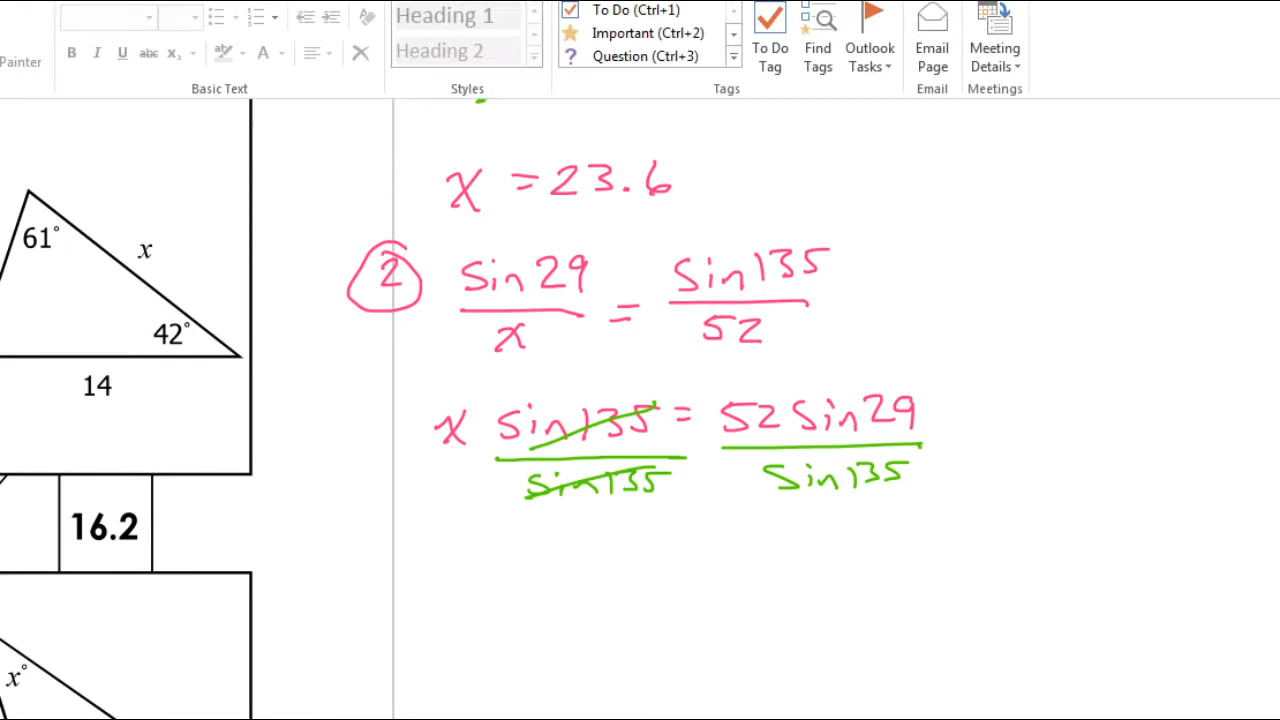 Heading 1
Heading 2
Painter
B I U abc x₂ A
Basic Text
Styles
To Do (Ctrl+1)
Important (Ctrl+2)
? Question (Ctrl+3)
To Do Tag
Find Tags
Outlook Tasks
Tags
Email Page
Email
Meeting Details
Meetings
61°
x
42°
14
16.2
x°
x = 23.6
2
sin 29 / x = sin 135 / 52
x sin 135 / sin 135 = 52 sin 29 / sin 135